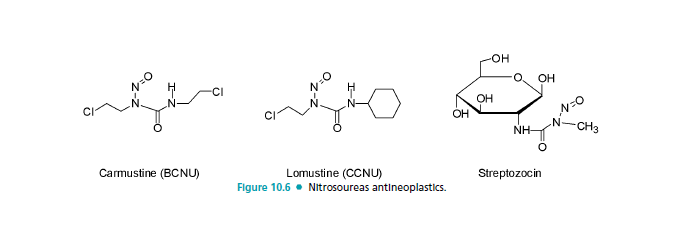 OH
N O
H
Cl
N
N
Cl
O
N O
H
Cl
N
N
O
O
OH
OH
OH
N O
NH
N
CH3
O
Carmustine (BCNU)
Lomustine (CCNU)
Streptozocin
Figure 10.6 • Nitrosoureas antineoplastics.